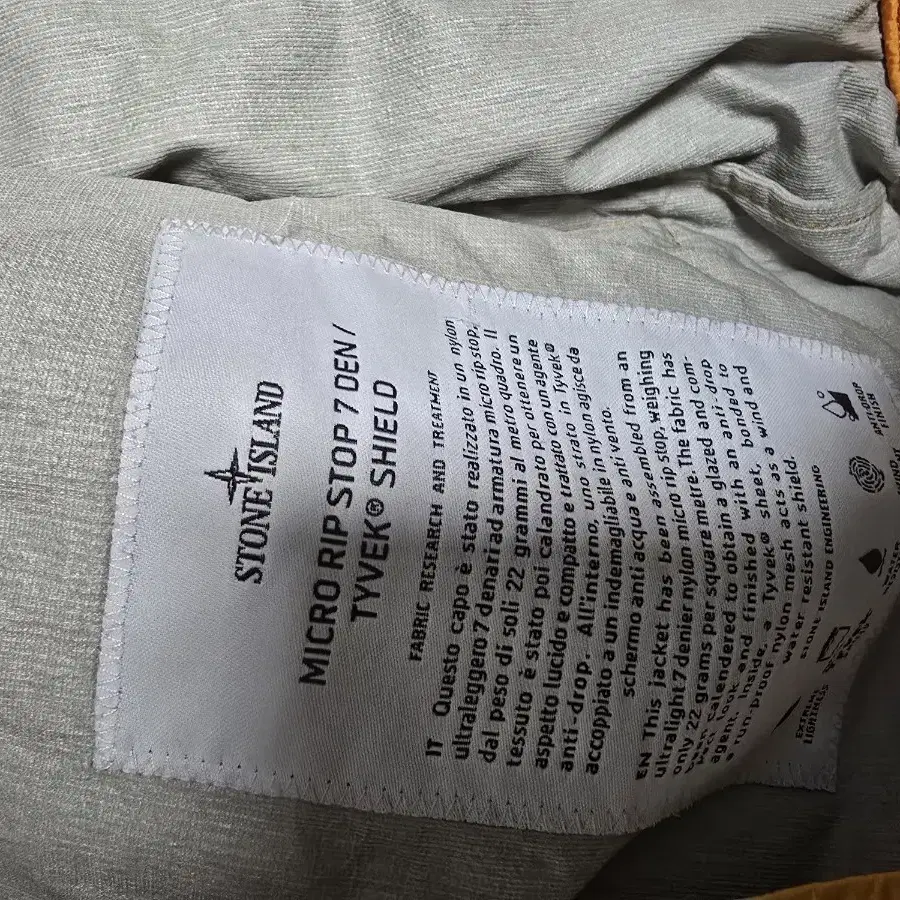 STONE ISLAND
MICRO RIPSTOP 7 DEN /
TYVEK® SHIELD
FABRIC RESEARCH AND TREATMENT
IT Questo capo è stato realizzato in un nylon
ultraleggero 7 denari ad armatura micro ripstop,
dal peso di soli 22 grammi al metro quadro. Il
tessuto è stato poi calandrato per ottenere un
aspetto lucido e compatto e trattato con un agente
anti-drop. All'interno, uno strato in Tyvek®
accoppiato a un indemagliabile in nylon agisce da
schermo anti acqua e anti vento.
EN This jacket has been assembled from an
ultralight 7 denier nylon micro rip stop, weighing
only 22 grams per square metre. The fabric has
been calendered to obtain a glazed and com-
pact look and finished with an anti-drop
agent. Inside, a Tyvek® sheet, bonded to
a run-proof nylon mesh acts as a wind and
water resistant shield.
STONE ISLAND ENGINEERING
EXTREME
LIGHTNESS
ANTI-DROP
FINISH